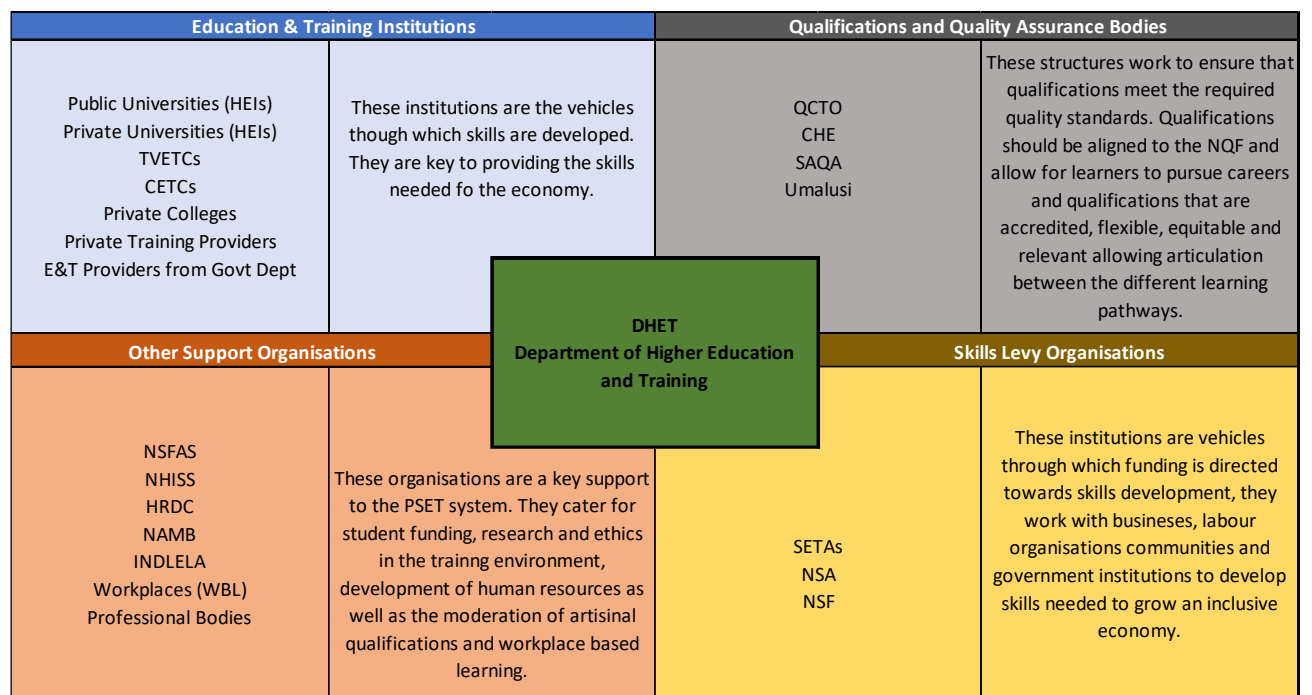 Education & Training Institutions
Public Universities (HEIs)
Private Universities (HEIs)
TVETCs
CETCs
Private Colleges
Private Training Providers
E&T Providers from Govt Dept
These institutions are the vehicles
though which skills are developed.
They are key to providing the skills
needed fo the economy.
Qualifications and Quality Assurance Bodies
QCTO
CHE
SAQA
Umalusi
These structures work to ensure that
qualifications meet the required
quality standards. Qualifications
should be aligned to the NQF and
allow for learners to pursue careers
and qualifications that are
accredited, flexible, equitable and
relevant allowing articulation
between the different learning
pathways.
DHET
Department of Higher Education
and Training
Other Support Organisations
NSFAS
NHISS
HRDC
NAMB
INDLELA
Workplaces (WBL)
Professional Bodies
These organisations are a key support
to the PSET system. They cater for
student funding, research and ethics
in the trainng environment,
development of human resources as
well as the moderation of artisinal
qualifications and workplace based
learning.
Skills Levy Organisations
SETAs
NSA
NSF
These institutions are vehicles
through which funding is directed
towards skills development, they
work with busineses, labour
organisations communities and
government institutions to develop
skills needed to grow an inclusive
economy.